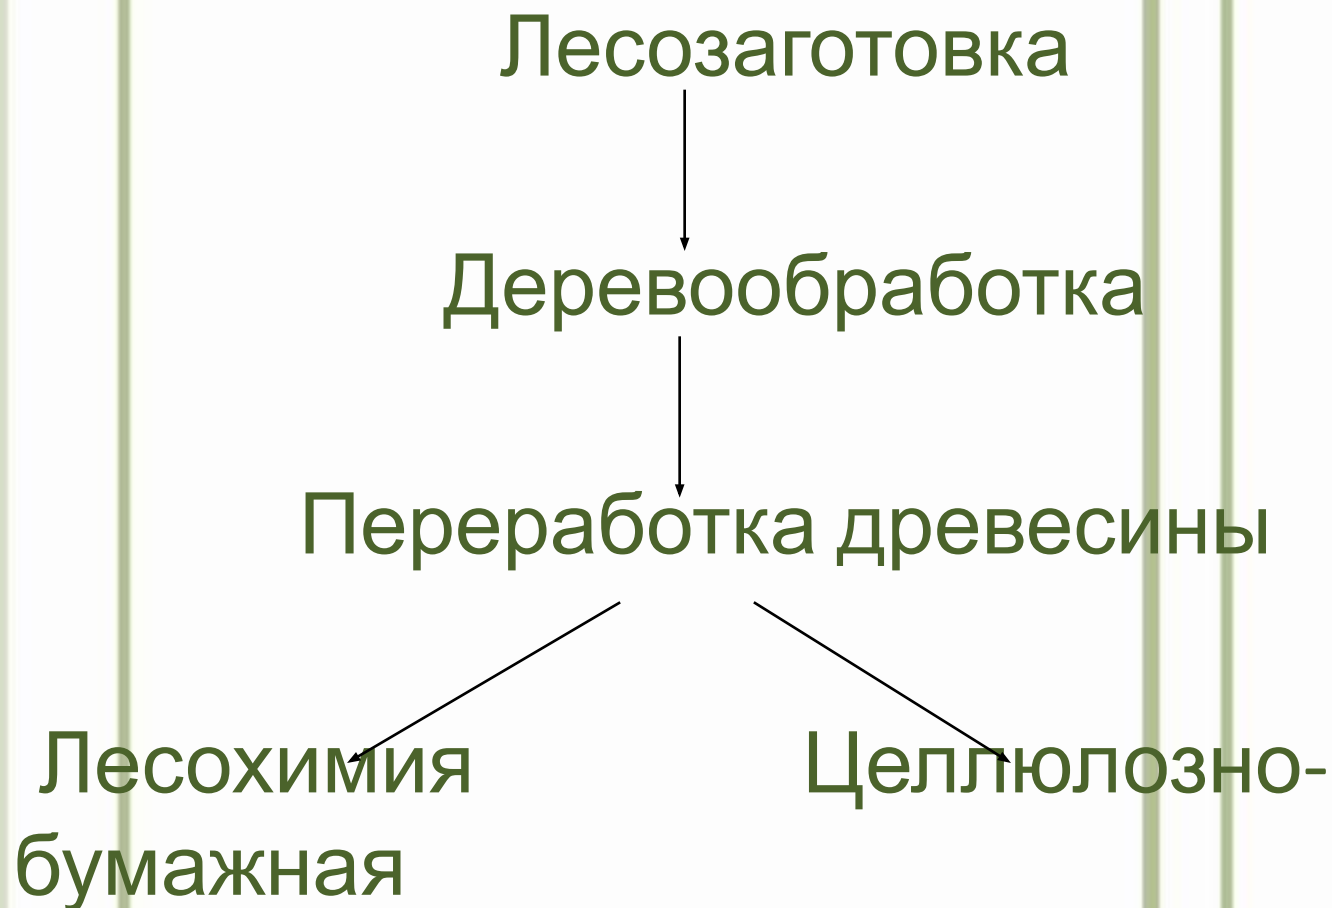 Лесозаготовка
Деревообработка
Переработка древесины
Лесохимия Целлюлозно-
бумажная